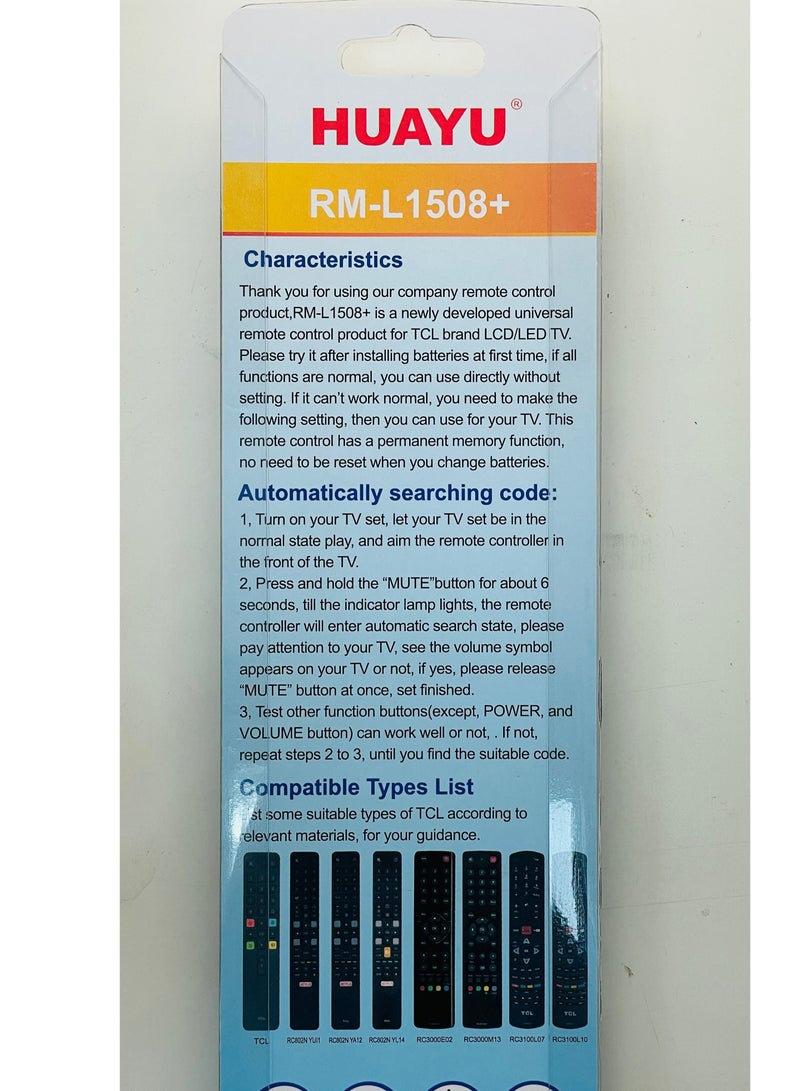 HUAYU®
RM-L1508+
Characteristics
Thank you for using our company remote control
product,RM-L1508+ is a newly developed universal
remote control product for TCL brand LCD/LED TV.
Please try it after installing batteries at first time, if all
functions are normal, you can use directly without
setting. If it can't work normal, you need to make the
following setting, then you can use for your TV. This
remote control has a permanent memory function,
no need to be reset when you change batteries.
Automatically searching code:
1, Turn on your TV set, let your TV set be in the
normal state play, and aim the remote controller in
the front of the TV.
2, Press and hold the “MUTE”button for about 6
seconds, till the indicator lamp lights, the remote
controller will enter automatic search state, please
pay attention to your TV, see the volume symbol
appears on your TV or not, if yes, please release
“MUTE” button at once, set finished.
3, Test other function buttons(except, POWER, and
VOLUME button) can work well or not, . If not,
repeat steps 2 to 3, until you find the suitable code.
Compatible Types List
some suitable types of TCL according to
relevant materials, for your guidance.
TCL TCL
TCL RC802N YUI1 RC802N YA12 RC802N YL14 RC3000E02 RC3000M13 RC3100L07 RC3100L10